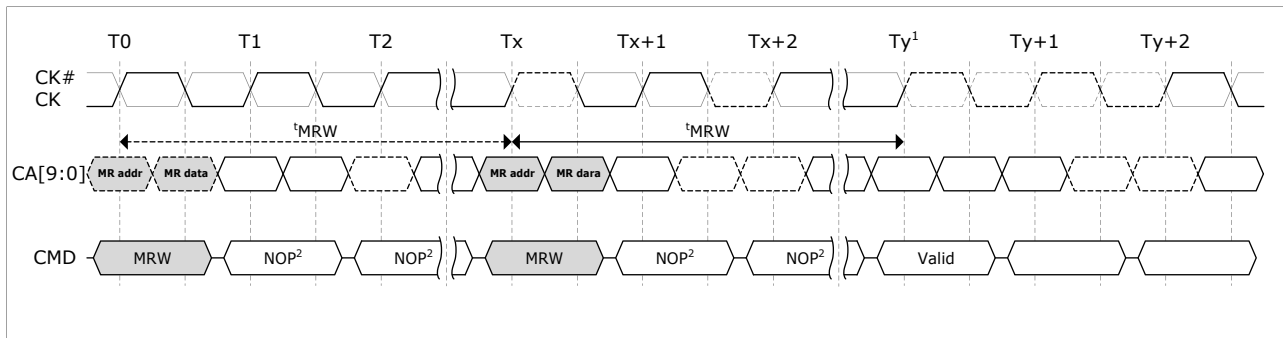 T0 T1 T2 Tx Tx+1 Tx+2 Ty¹ Ty+1 Ty+2
CK#
CK
ᵗMRW ᵗMRW
CA[9:0] MR addr MR data MR addr MR dara
CMD MRW NOP² NOP² MRW NOP² NOP² Valid